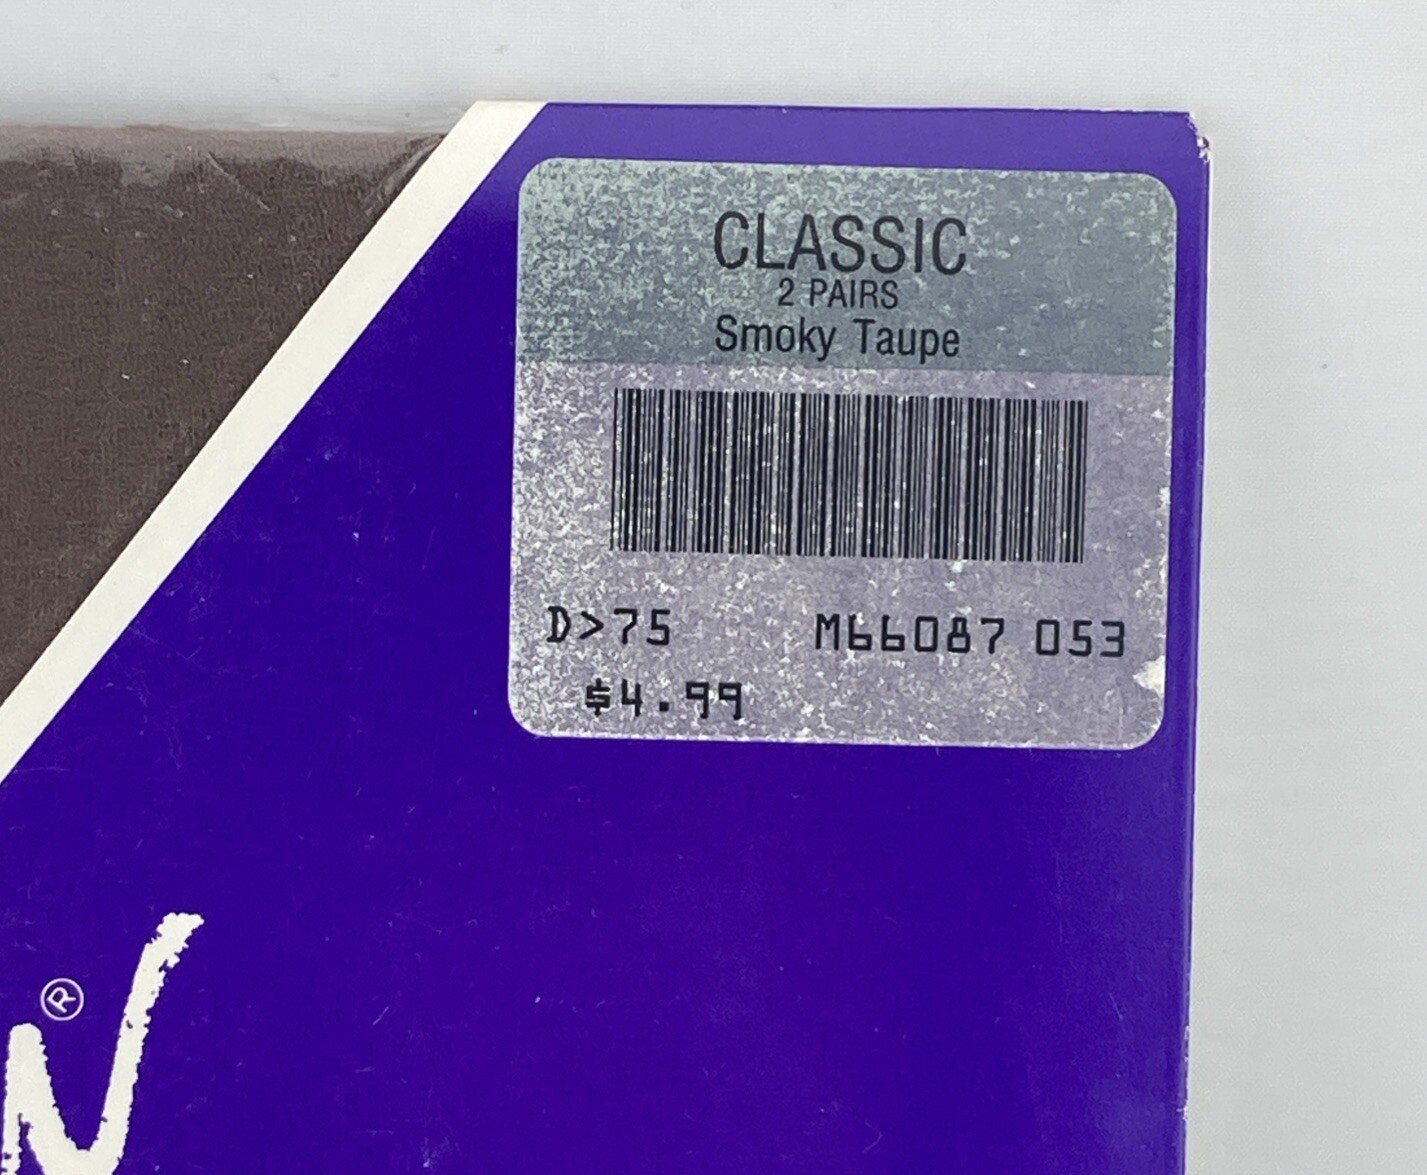 CLASSIC
2 PAIRS
Smoky Taupe
D>75 M66087 053
$4.99
®